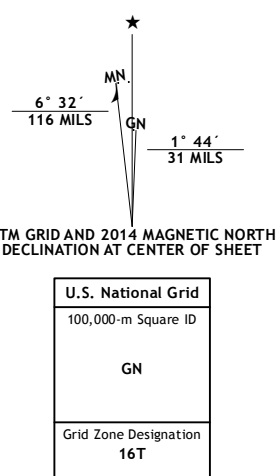 ★
MN.
GN
6° 32´
116 MILS
1° 44´
31 MILS
TM GRID AND 2014 MAGNETIC NORTH
DECLINATION AT CENTER OF SHEET
U.S. National Grid
100,000-m Square ID
GN
Grid Zone Designation
16T